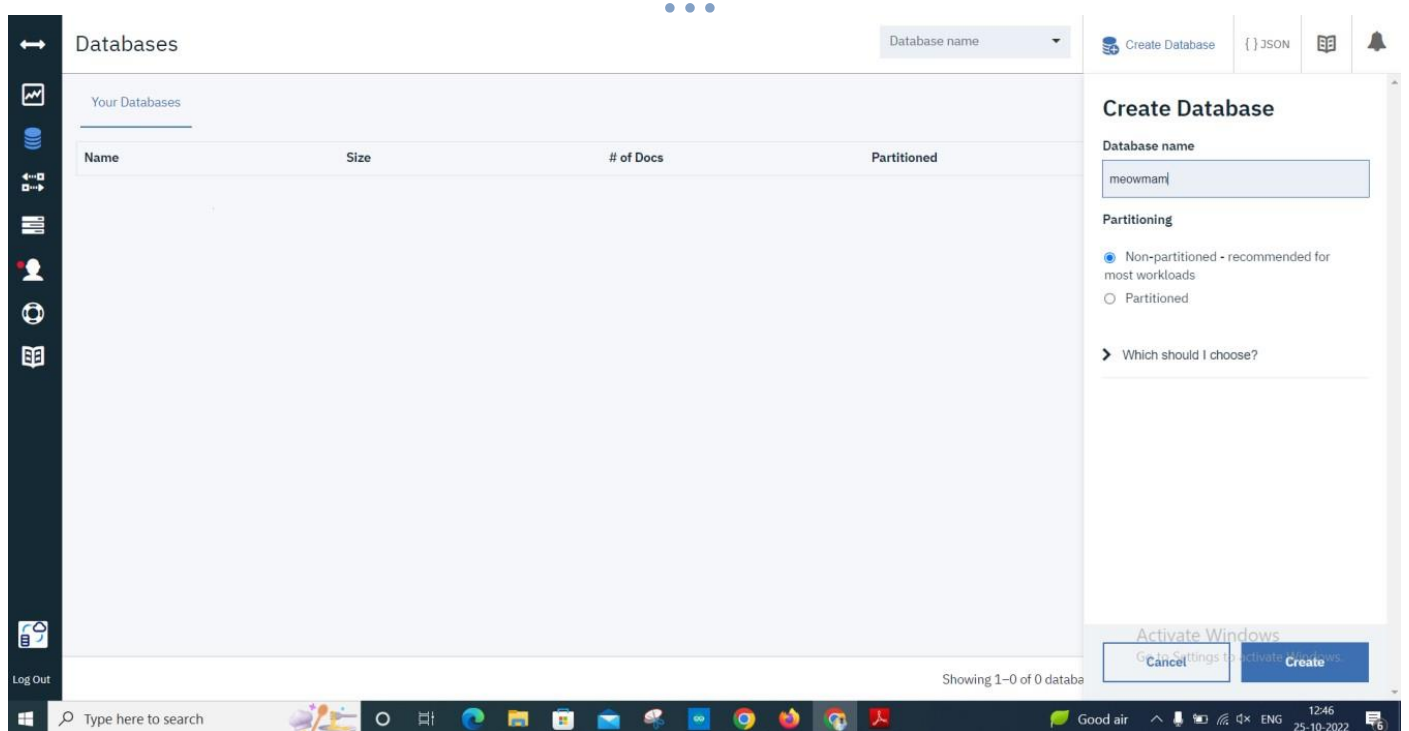 Databases
Database name
Create Database
{ } JSON
Your Databases
Name Size # of Docs Partitioned
Create Database
Database name
meowmam
Partitioning
Non-partitioned - recommended for
most workloads
Partitioned
Which should I choose?
Activate Windows
Go to Settings to activate Windows.
Cancel
Create
Showing 1–0 of 0 databa
Log Out
Type here to search
Good air
ENG
12:46
25-10-2022
6